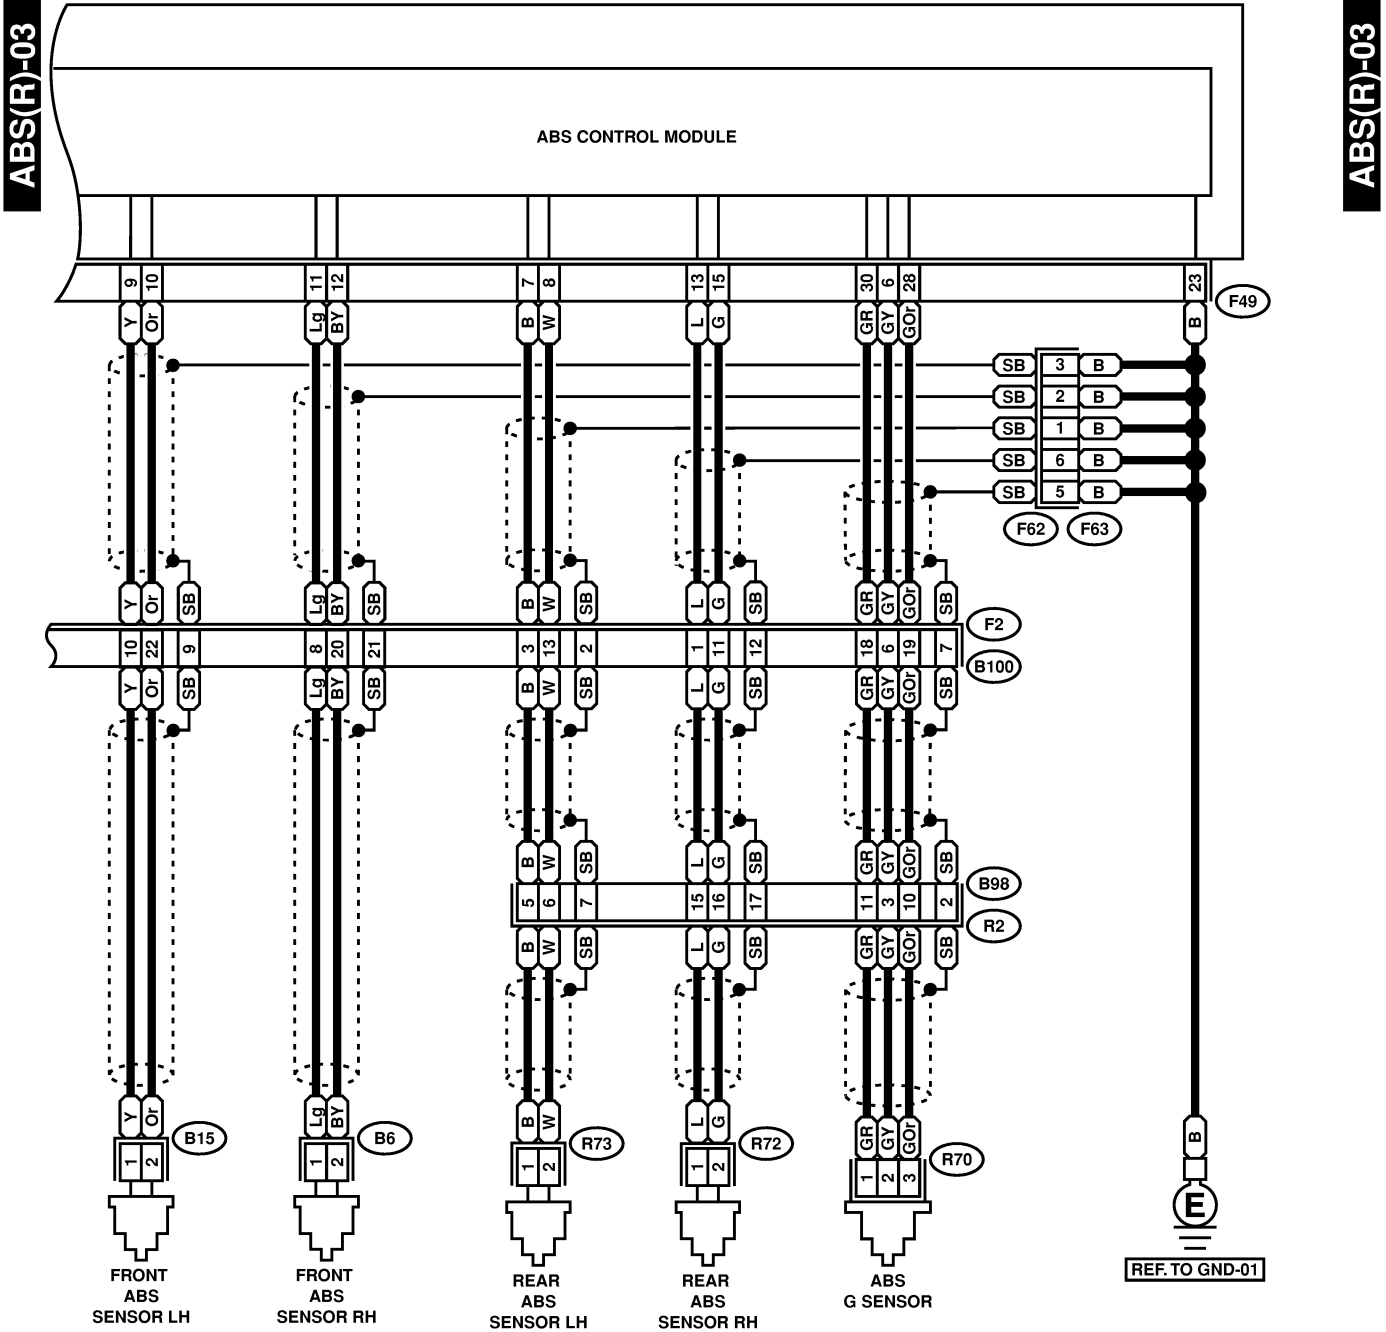 ABS(R)-03
ABS(R)-03
ABS CONTROL MODULE
9 10 11 12 7 8 13 15 30 6 28 23
F49
Y Or Lg BY B W L G GR GY GOr B
SB 3 B
SB 2 B
SB 1 B
SB 6 B
SB 5 B
F62 F63
Y Or SB Lg BY SB B W SB L G SB GR GY GOr SB
F2
10 22 9 8 20 21 3 13 2 1 11 12 18 6 19 7
B100
Y Or SB Lg BY SB B W SB L G SB GR GY GOr SB
B W SB L G SB GR GY GOr SB
B98
5 6 7 15 16 17 11 3 10 2
R2
B W SB L G SB GR GY GOr SB
Y Or Lg BY B W L G GR GY GOr B
B15 B6 R73 R72 R70
1 2 1 2 1 2 1 2 1 2 3
E
REF. TO GND-01
FRONT
ABS
SENSOR LH
FRONT
ABS
SENSOR RH
REAR
ABS
SENSOR LH
REAR
ABS
SENSOR RH
ABS
G SENSOR